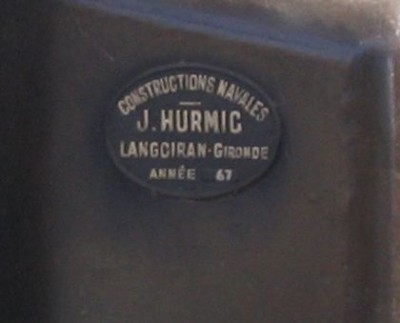 CONSTRUCTIONS NAVALES
J. HURMIC
LANGOIRAN-GIRONDE
ANNÉE 67